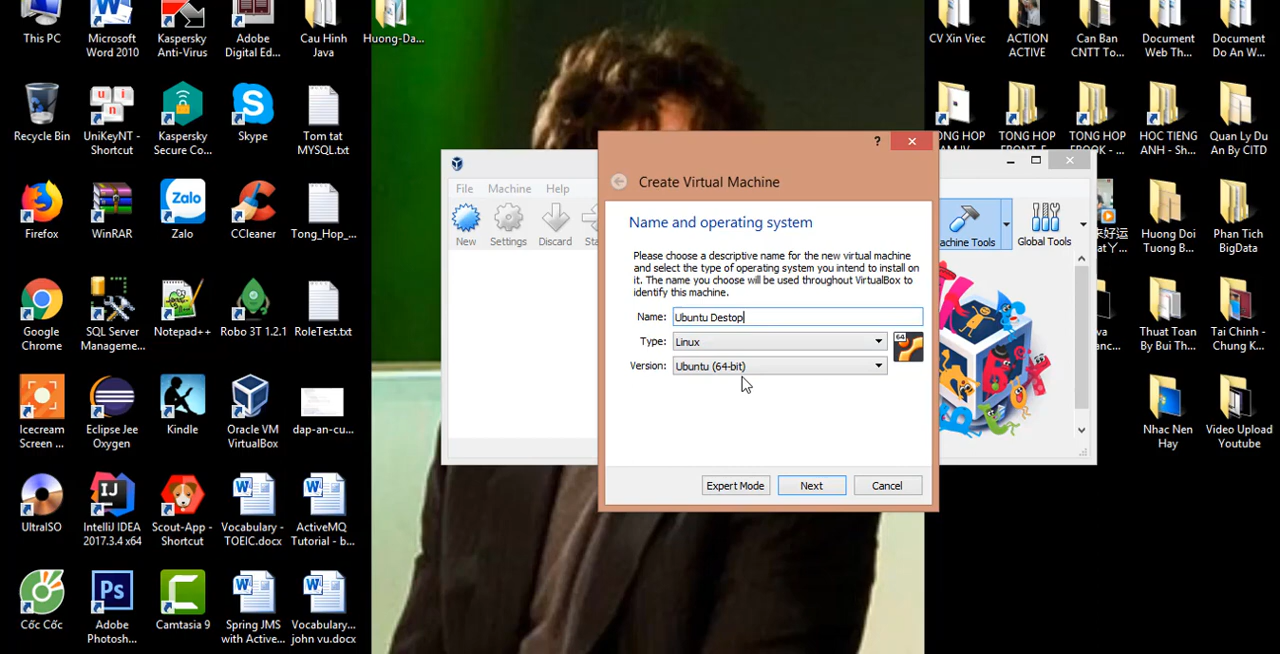 This PC
Microsoft
Word 2010
Kaspersky
Anti-Virus
Adobe
Digital Ed...
Cau Hinh
Java
Huong-Da...
CV Xin Viec
ACTION
ACTIVE
Can Ban
CNTT To...
Document
Web Th...
Document
Do An W...
Recycle Bin
UniKeyNT -
Shortcut
Kaspersky
Secure Co...
Skype
Tom tat
MYSQL.txt
TONG HOP
TONG HOP
TONG HOP
EBOOK - ...
HOC TIENG
ANH - Sh...
Quan Ly Du
An By CITD
Firefox
WinRAR
Zalo
Zalo
CCleaner
Tong_Hop_...
Huong Doi
Tuong B...
Phan Tich
BigData
Google
Chrome
SQL Server
Manageme...
Notepad++
Robo 3T 1.2.1
RoleTest.txt
Thuat Toan
By Bui Th...
Tai Chinh -
Chung K...
Icecream
Screen ...
Eclipse Jee
Oxygen
Kindle
Oracle VM
VirtualBox
dap-an-cu...
Nhac Nen
Hay
Video Upload
Youtube
UltraISO
IntelliJ IDEA
2017.3.4 x64
Scout-App -
Shortcut
Vocabulary -
TOEIC.docx
ActiveMQ
Tutorial - b...
Cốc Cốc
Adobe
Photosh...
Camtasia 9
Spring JMS
with Active...
Vocabulary...
john vu.docx
File Machine Help
New Settings Discard
achine Tools
Global Tools
Create Virtual Machine
Name and operating system
Please choose a descriptive name for the new virtual machine
and select the type of operating system you intend to install on
it. The name you choose will be used throughout VirtualBox to
identify this machine.
Name: Ubuntu Destop
Type: Linux
64
Version: Ubuntu (64-bit)
Expert Mode Next Cancel